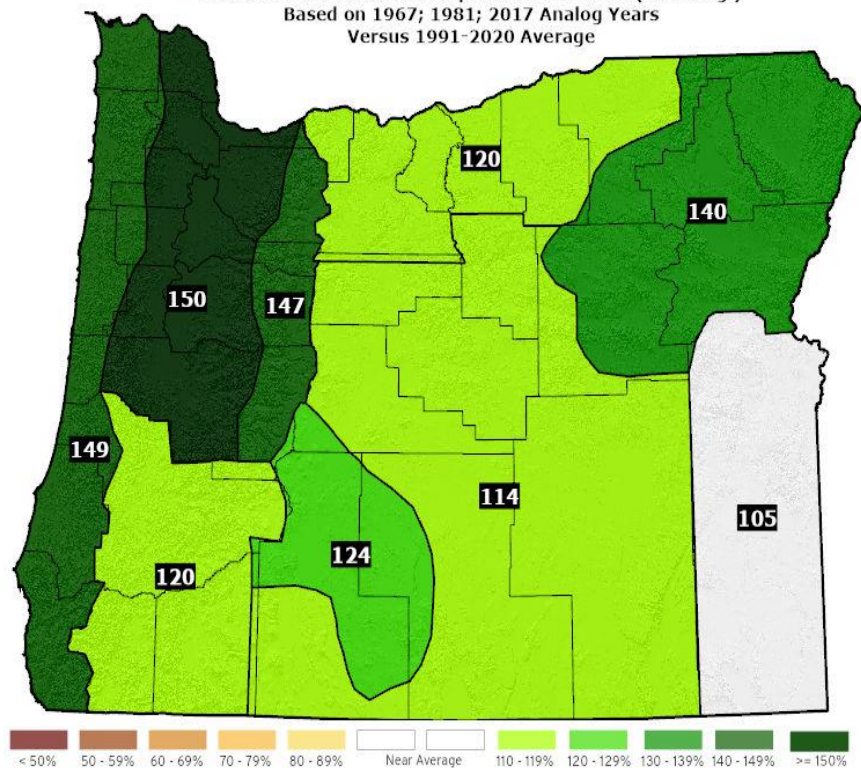 Based on 1967; 1981; 2017 Analog Years
Versus 1991-2020 Average
120
140
150
147
149
114
105
124
120
< 50%
50 - 59%
60 - 69%
70 - 79%
80 - 89%
Near Average
110 - 119%
120 - 129%
130 - 139%
140 - 149%
>= 150%